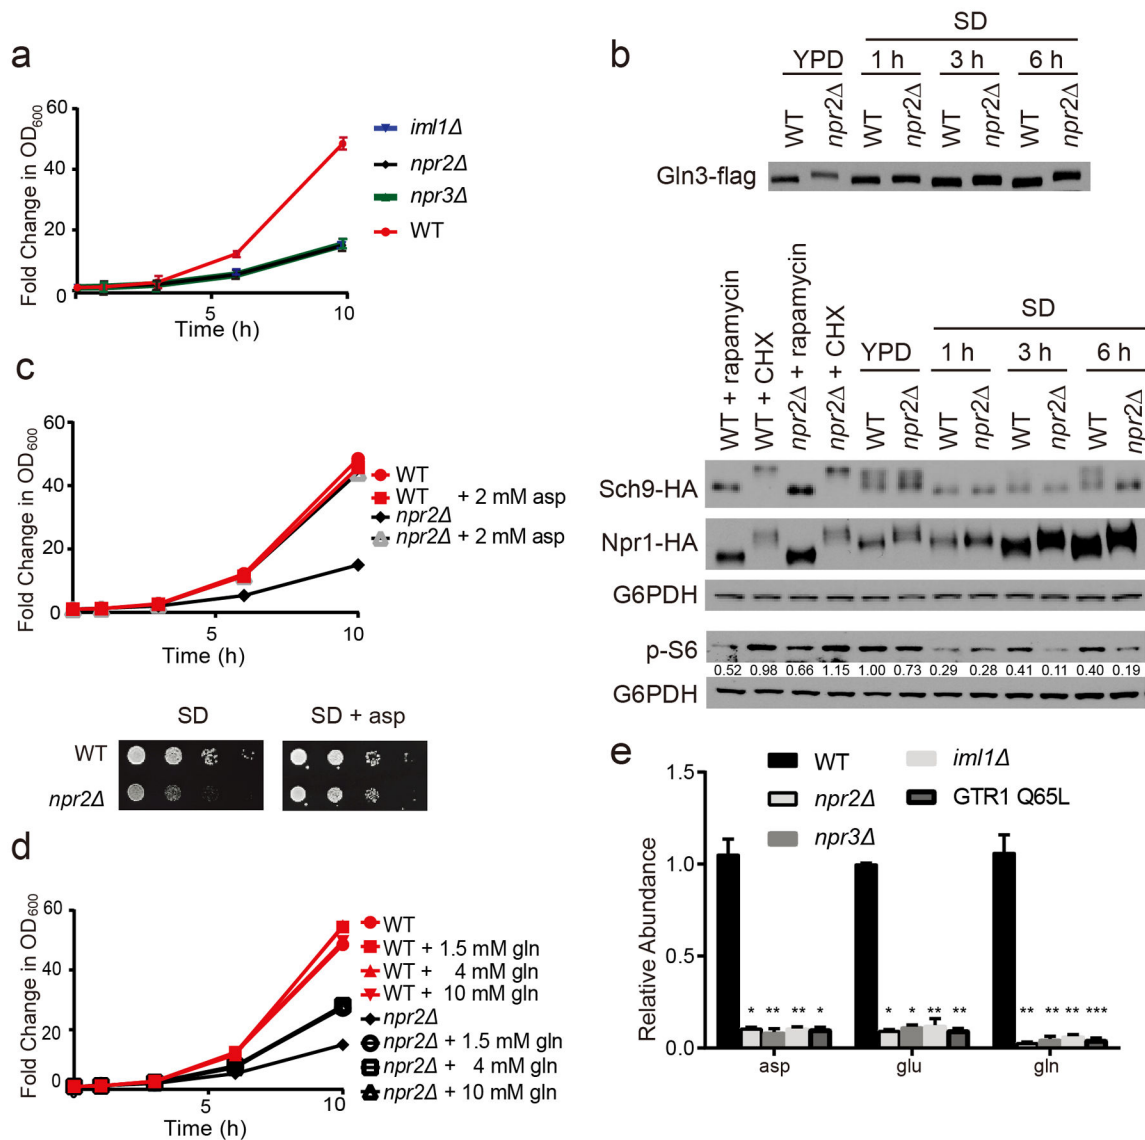 a
Fold Change in OD600
60
40
20
0
5
10
Time (h)
iml1Δ
npr2Δ
npr3Δ
WT
b
SD
YPD
1 h
3 h
6 h
WT
npr2Δ
WT
npr2Δ
WT
npr2Δ
WT
npr2Δ
Gln3-flag
SD
YPD
1 h
3 h
6 h
WT + rapamycin
WT + CHX
npr2Δ + rapamycin
npr2Δ + CHX
WT
npr2Δ
WT
npr2Δ
WT
npr2Δ
WT
npr2Δ
Sch9-HA
Npr1-HA
G6PDH
p-S6
0.52 0.98 0.66 1.15 1.00 0.73 0.29 0.28 0.41 0.11 0.40 0.19
G6PDH
c
Fold Change in OD600
60
40
20
0
5
10
Time (h)
WT
WT + 2 mM asp
npr2Δ
npr2Δ + 2 mM asp
SD
SD + asp
WT
npr2Δ
d
Fold Change in OD600
60
40
20
0
5
10
Time (h)
WT
WT + 1.5 mM gln
WT + 4 mM gln
WT + 10 mM gln
npr2Δ
npr2Δ + 1.5 mM gln
npr2Δ + 4 mM gln
npr2Δ + 10 mM gln
e
Relative Abundance
1.5
1.0
0.5
0.0
WT
npr2Δ
npr3Δ
iml1Δ
GTR1 Q65L
* ** ** *
* * ** **
** ** ** ***
asp
glu
gln